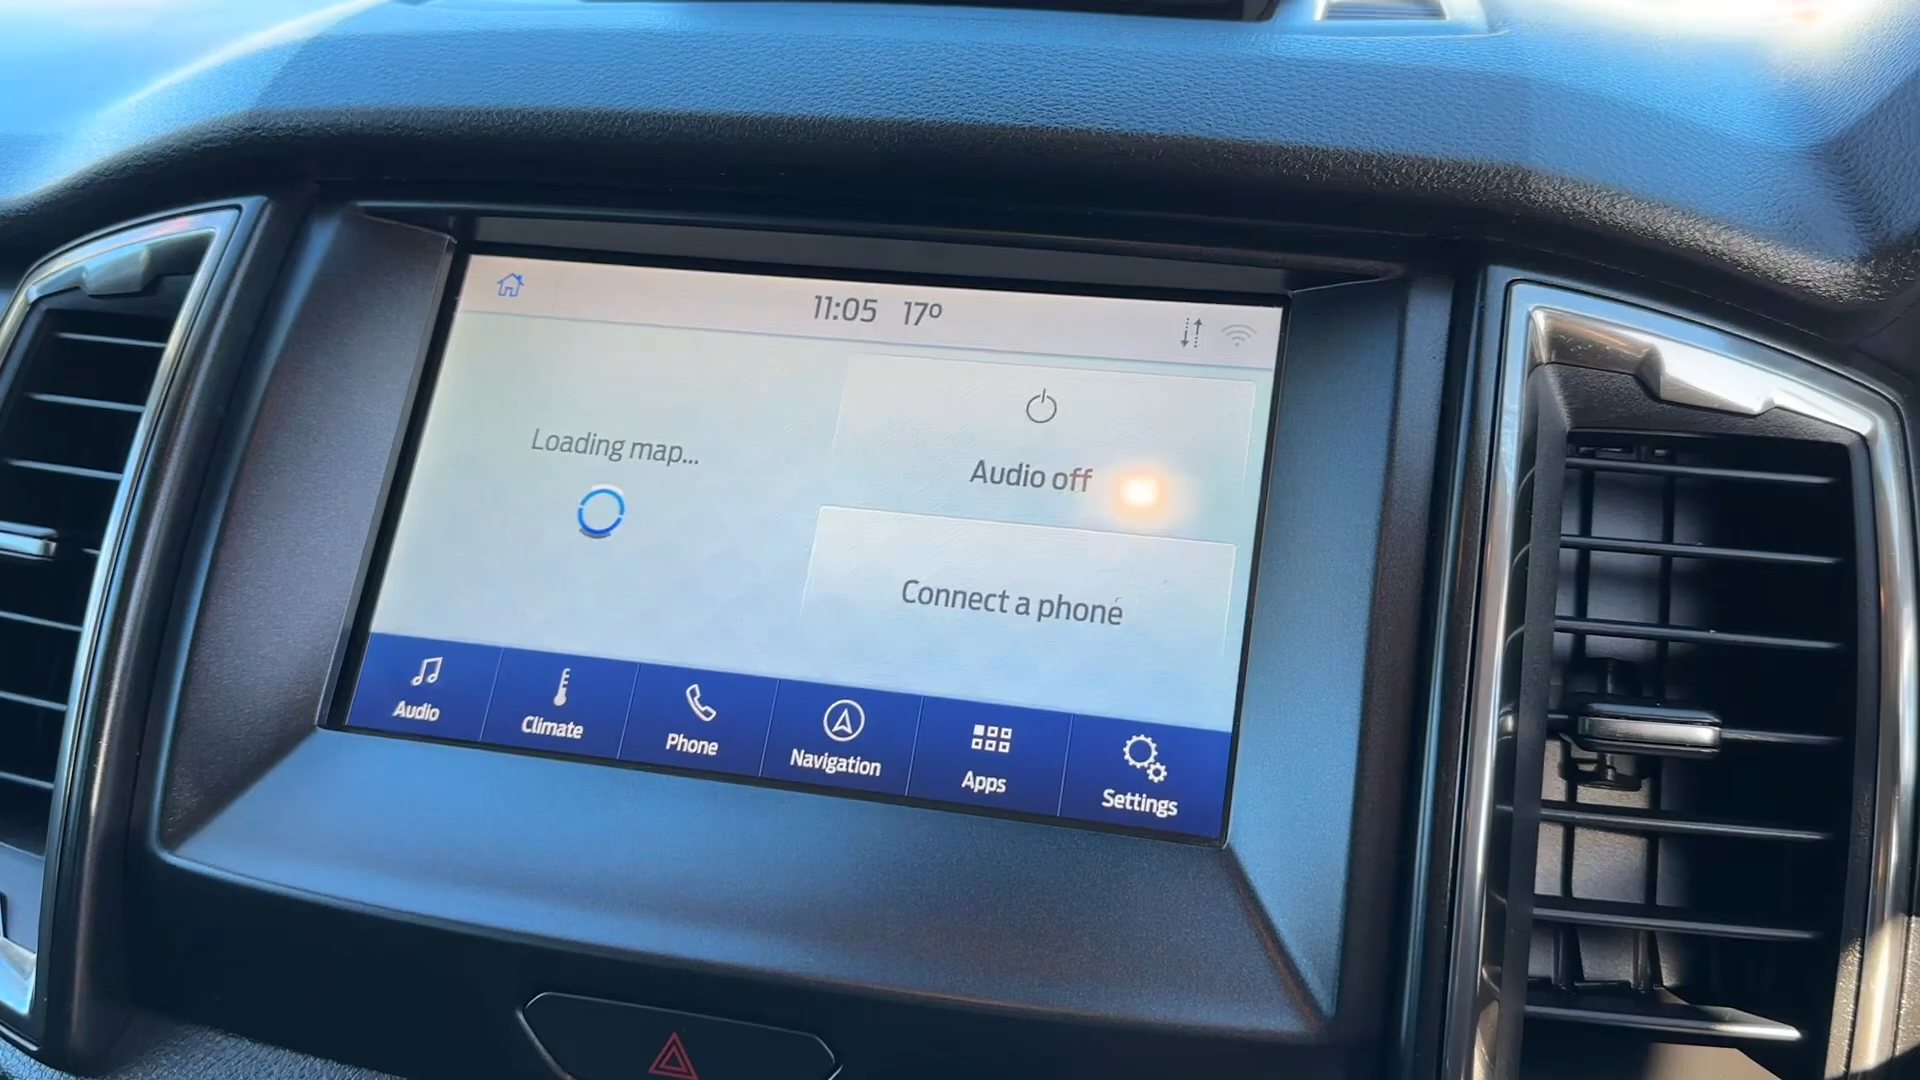 11:05 17°
Loading map...
Audio off
Connect a phone
Audio
Climate
Phone
Navigation
Apps
Settings